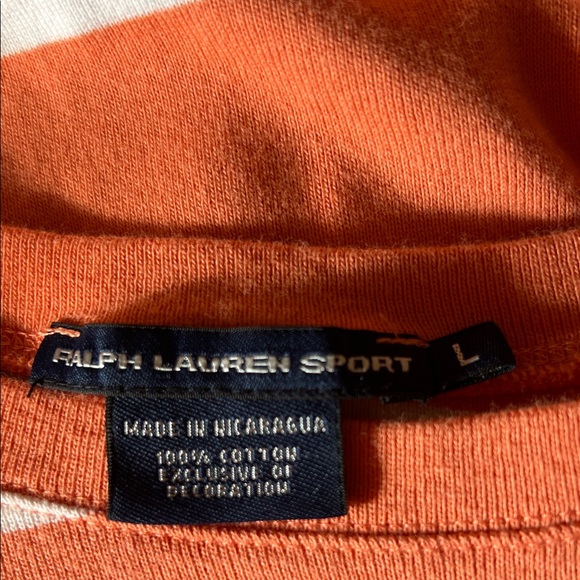 RALPH LAUREN SPORT
L
MADE IN NICARAGUA
100% COTTON
EXCLUSIVE OF
DECORATION